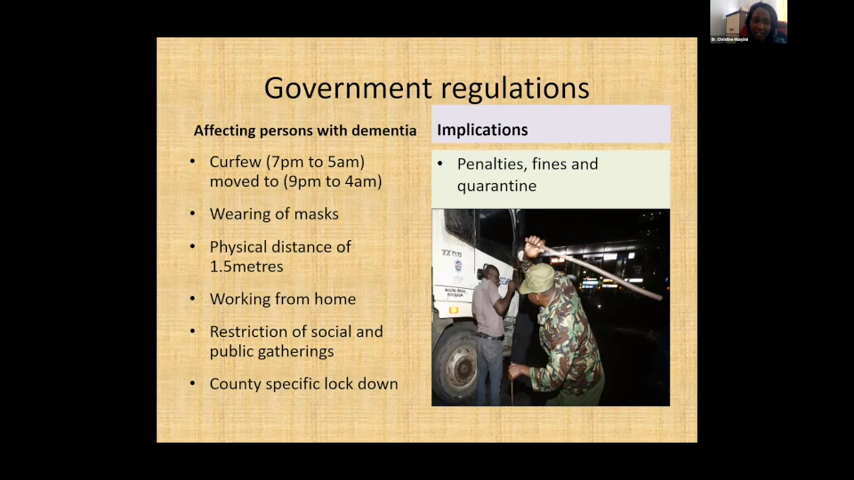 Government regulations
Affecting persons with dementia
• Curfew (7pm to 5am)
moved to (9pm to 4am)
• Wearing of masks
• Physical distance of
1.5metres
• Working from home
• Restriction of social and
public gatherings
• County specific lock down
Implications
• Penalties, fines and
quarantine